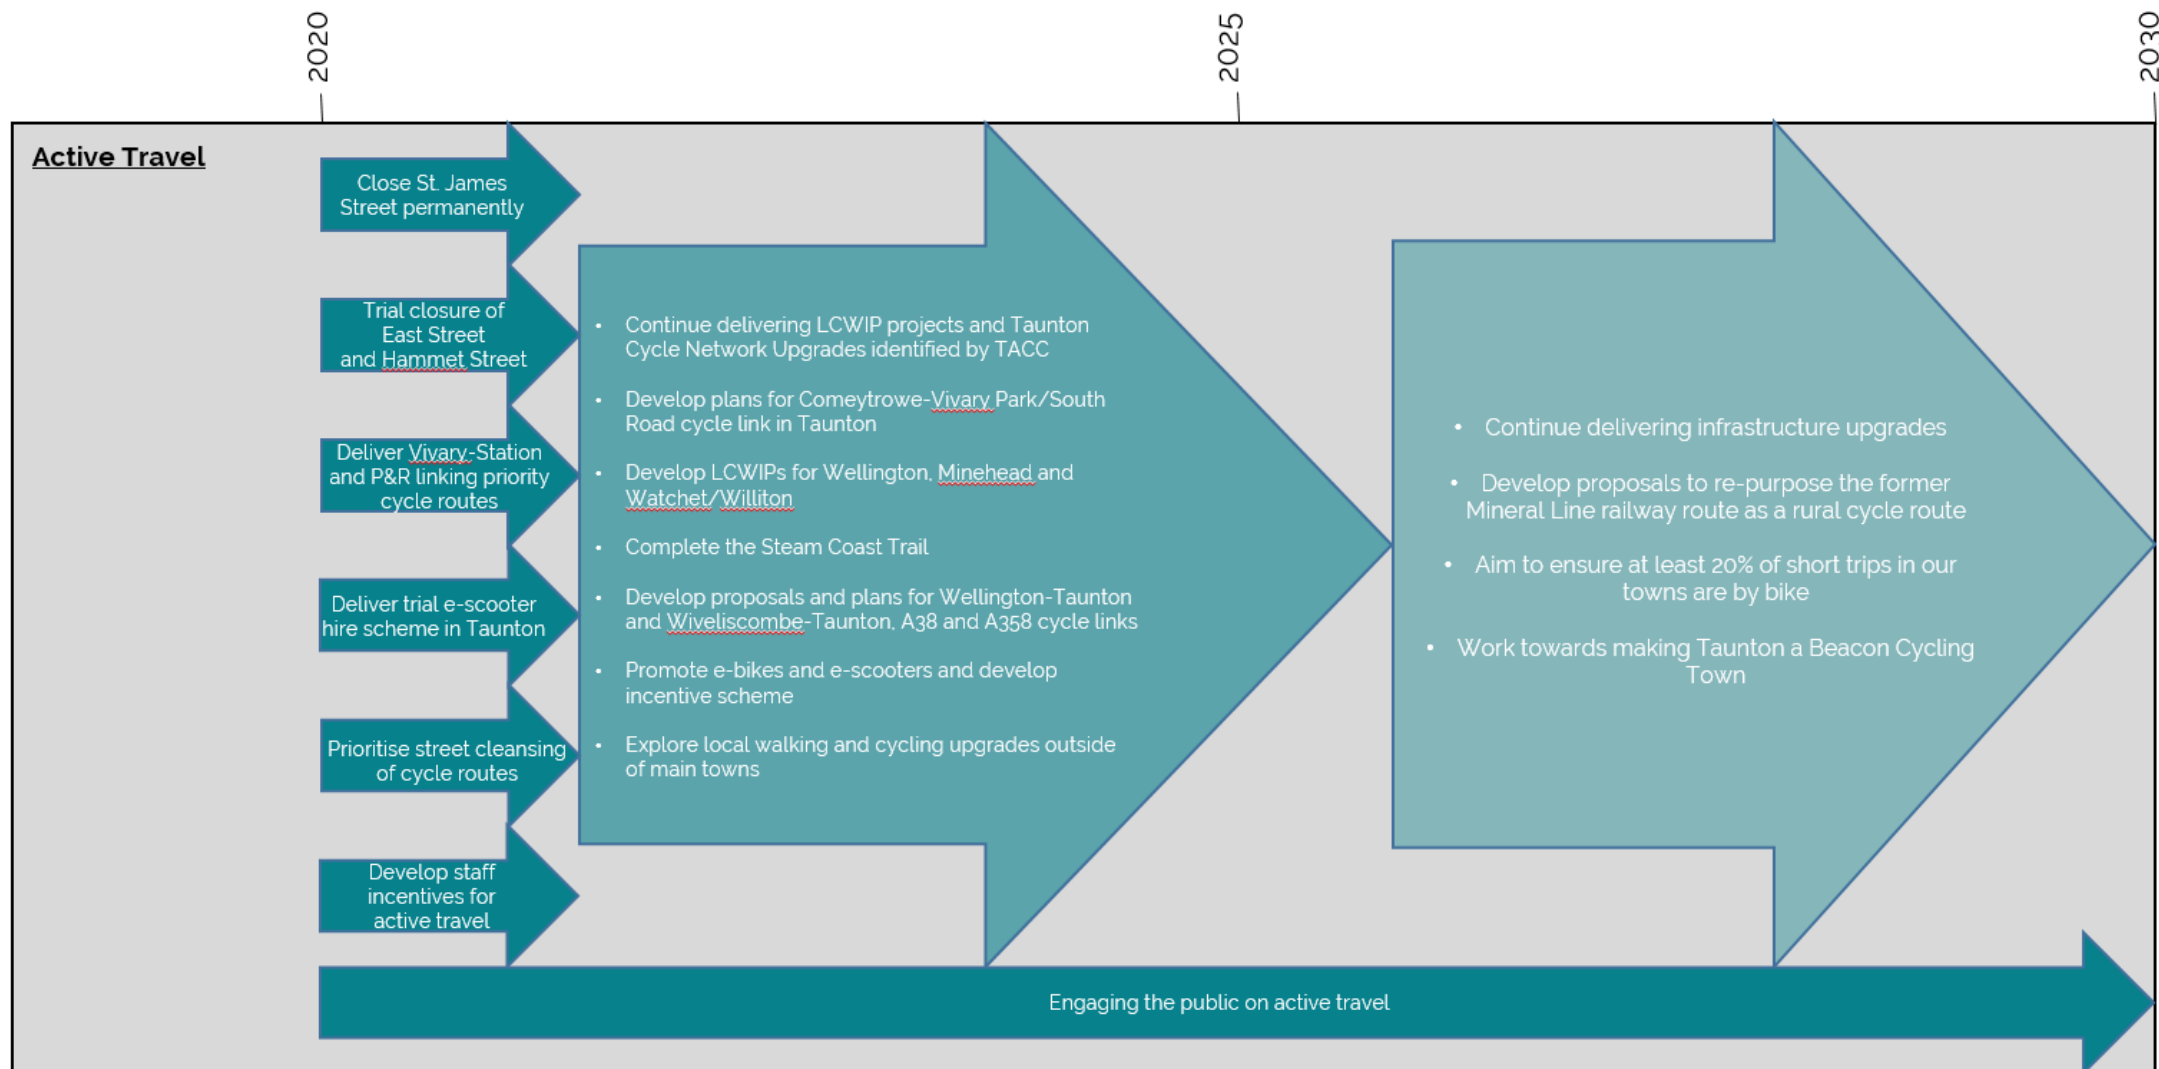 2020
2025
2030
Active Travel
Close St. James
Street permanently
Trial closure of
East Street
and Hammet Street
Deliver Vivary-Station
and P&R linking priority
cycle routes
Deliver trial e-scooter
hire scheme in Taunton
Prioritise street cleansing
of cycle routes
Develop staff
incentives for
active travel
• Continue delivering LCWIP projects and Taunton
Cycle Network Upgrades identified by TACC
• Develop plans for Comeytrowe-Vivary Park/South
Road cycle link in Taunton
• Develop LCWIPs for Wellington, Minehead and
Watchet/Williton
• Complete the Steam Coast Trail
• Develop proposals and plans for Wellington-Taunton
and Wiveliscombe-Taunton, A38 and A358 cycle links
• Promote e-bikes and e-scooters and develop
incentive scheme
• Explore local walking and cycling upgrades outside
of main towns
• Continue delivering infrastructure upgrades
• Develop proposals to re-purpose the former
Mineral Line railway route as a rural cycle route
• Aim to ensure at least 20% of short trips in our
towns are by bike
• Work towards making Taunton a Beacon Cycling
Town
Engaging the public on active travel